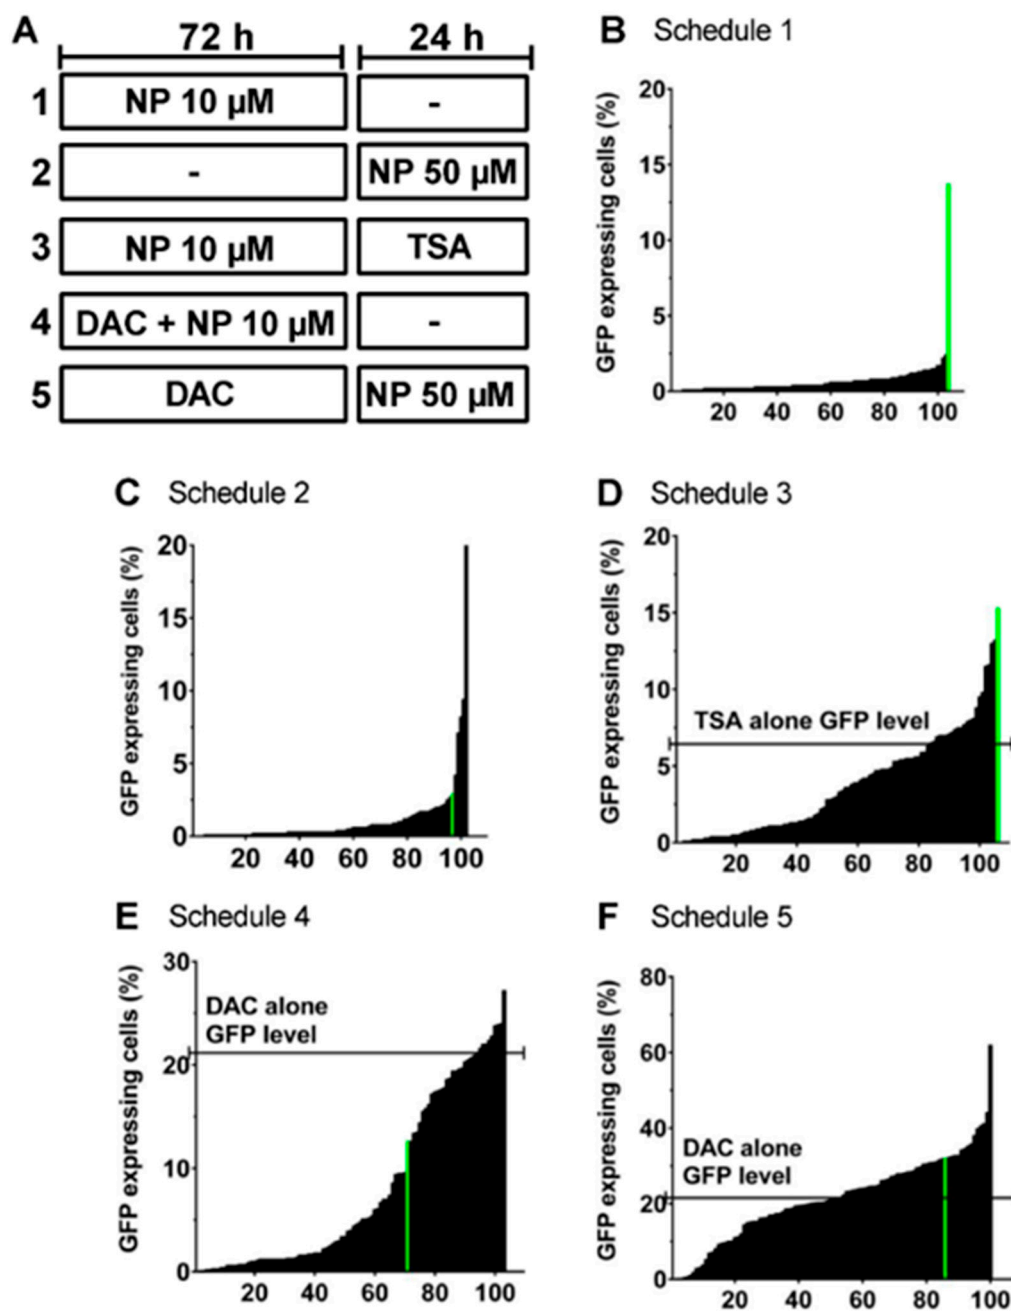 A
72 h
24 h
1
NP 10 µM
-
2
-
NP 50 µM
3
NP 10 µM
TSA
4
DAC + NP 10 µM
-
5
DAC
NP 50 µM
B Schedule 1
GFP expressing cells (%)
20
15
10
5
0
20 40 60 80 100
C Schedule 2
GFP expressing cells (%)
20
15
10
5
0
20 40 60 80 100
D Schedule 3
GFP expressing cells (%)
20
15
10
5
0
TSA alone GFP level
20 40 60 80 100
E Schedule 4
GFP expressing cells (%)
30
20
10
0
DAC alone
GFP level
20 40 60 80 100
F Schedule 5
GFP expressing cells (%)
80
60
40
20
0
DAC alone
GFP level
20 40 60 80 100